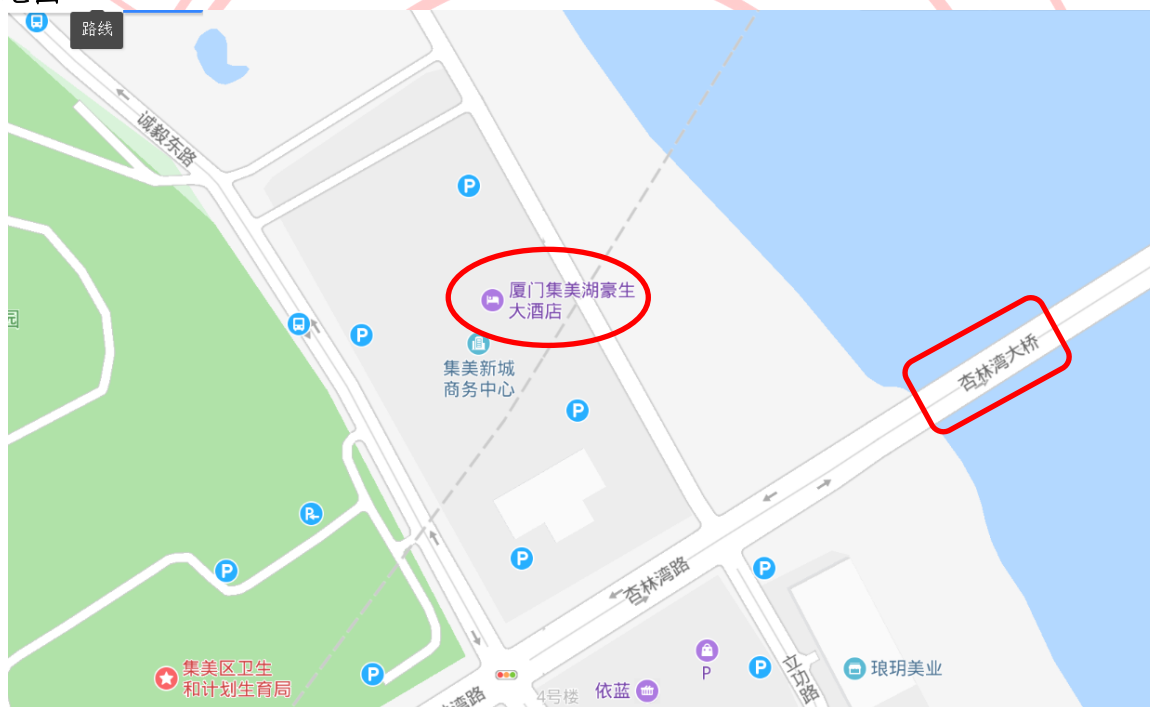 路线
诚毅东路
P
厦门集美湖豪生
大酒店
P
集美新城
商务中心
杏林湾大桥
P
P
P
杏林湾路
P
P
集美区卫生
和计划生育局
P
P
P
立功路
琅玥美业
4号楼
依蓝
湾路